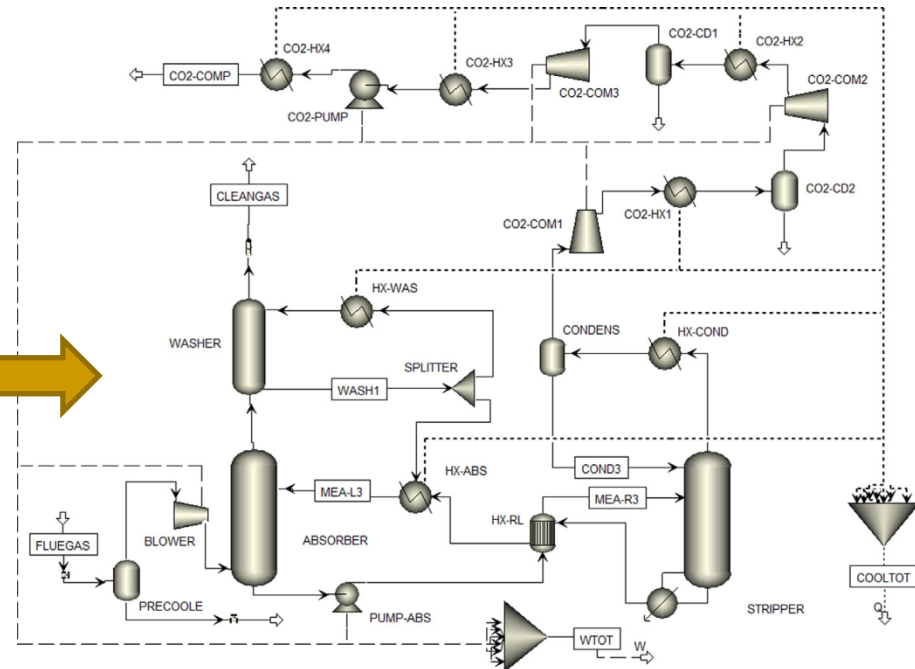 CO2-HX4
CO2-HX3
CO2-CD1
CO2-HX2
CO2-COMP
CO2-COM2
CO2-COM3
CO2-PUMP
CLEANGAS
CO2-HX1
CO2-CD2
CO2-COM1
HX-WAS
CONDENS
HX-COND
WASHER
SPLITTER
WASH1
HX-ABS
COND3
MEA-L3
MEA-R3
HX-RL
FLUEGAS
BLOWER
ABSORBER
COOLTOT
PRECOOLE
PUMP-ABS
STRIPPER
Q
WTOT
W